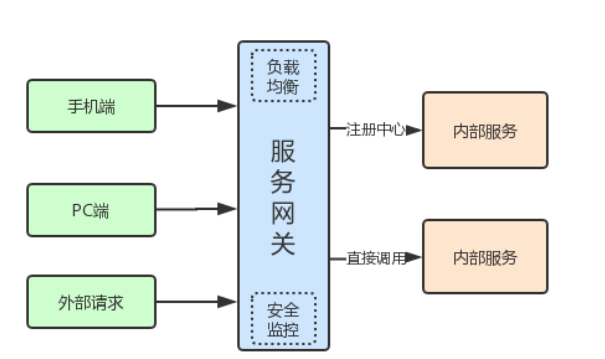 手机端
PC端
外部请求
负载
均衡
服
务
网
关
安全
监控
注册中心
直接调用
内部服务
内部服务